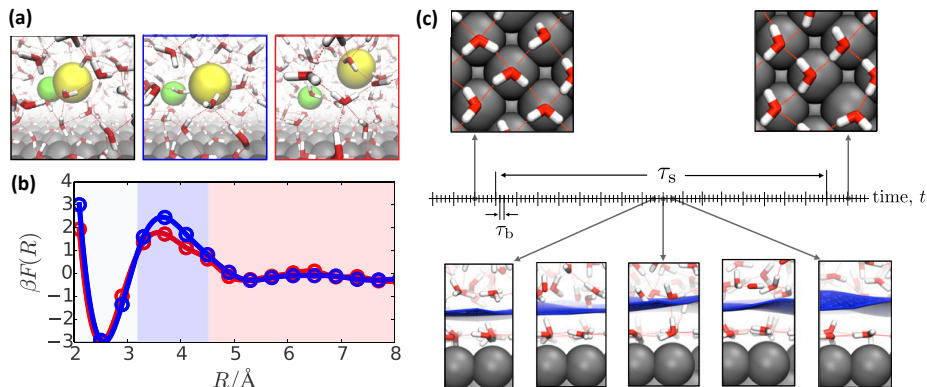 (a)
(b)
4
3
2
1
0
−1
−2
−3
βF(R)
2 3 4 5 6 7 8
R/Å
(c)
τs
time, t
τb